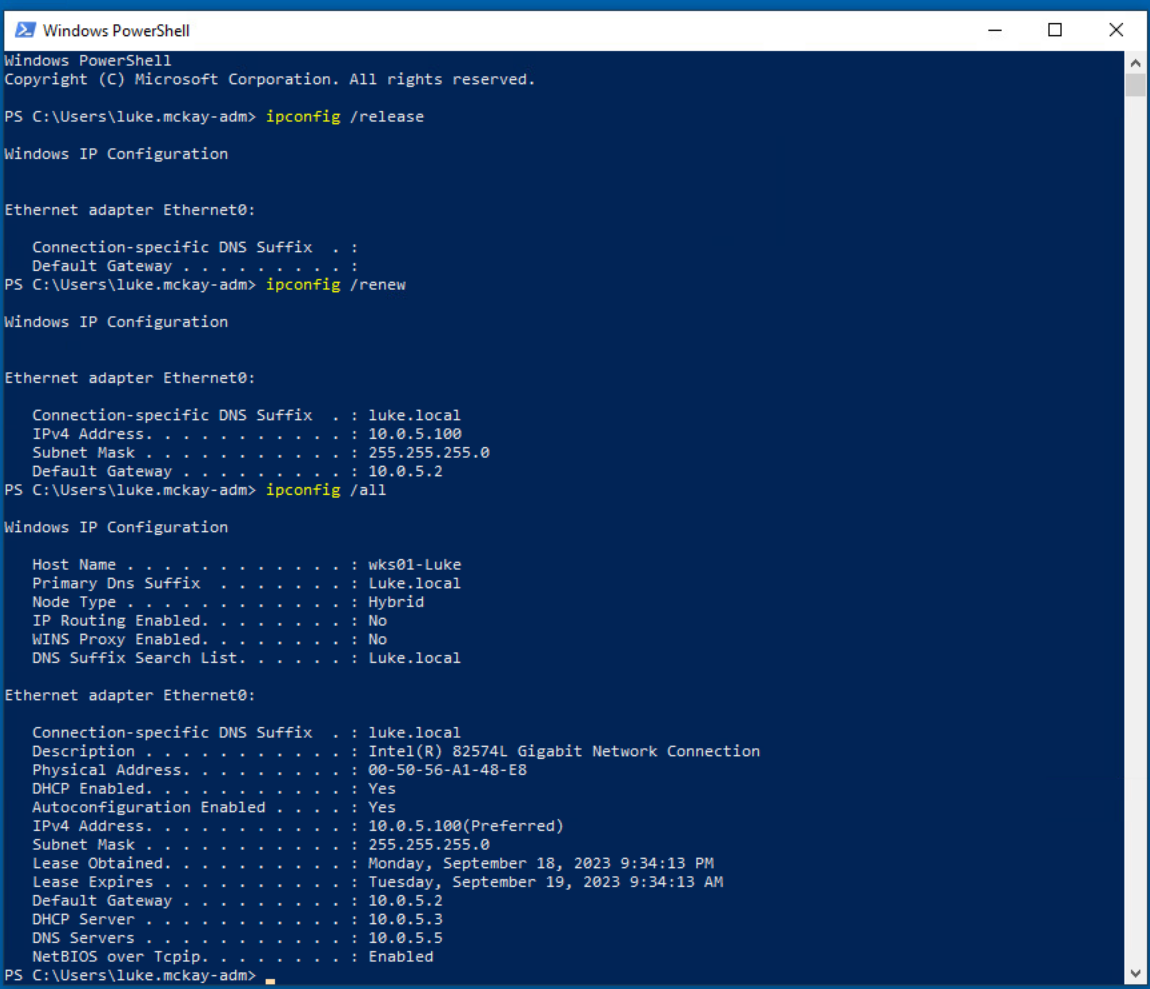 Windows PowerShell
Windows PowerShell
Copyright (C) Microsoft Corporation. All rights reserved.
PS C:\Users\luke.mckay-adm> ipconfig /release
Windows IP Configuration
Ethernet adapter Ethernet0:
   Connection-specific DNS Suffix  . :
   Default Gateway . . . . . . . . . :
PS C:\Users\luke.mckay-adm> ipconfig /renew
Windows IP Configuration
Ethernet adapter Ethernet0:
   Connection-specific DNS Suffix  . : luke.local
   IPv4 Address. . . . . . . . . . . : 10.0.5.100
   Subnet Mask . . . . . . . . . . . : 255.255.255.0
   Default Gateway . . . . . . . . . : 10.0.5.2
PS C:\Users\luke.mckay-adm> ipconfig /all
Windows IP Configuration
   Host Name . . . . . . . . . . . . : wks01-Luke
   Primary Dns Suffix  . . . . . . . : Luke.local
   Node Type . . . . . . . . . . . . : Hybrid
   IP Routing Enabled. . . . . . . . : No
   WINS Proxy Enabled. . . . . . . . : No
   DNS Suffix Search List. . . . . . : Luke.local
Ethernet adapter Ethernet0:
   Connection-specific DNS Suffix  . : luke.local
   Description . . . . . . . . . . . : Intel(R) 82574L Gigabit Network Connection
   Physical Address. . . . . . . . . : 00-50-56-A1-48-E8
   DHCP Enabled. . . . . . . . . . . : Yes
   Autoconfiguration Enabled . . . . : Yes
   IPv4 Address. . . . . . . . . . . : 10.0.5.100(Preferred)
   Subnet Mask . . . . . . . . . . . : 255.255.255.0
   Lease Obtained. . . . . . . . . . : Monday, September 18, 2023 9:34:13 PM
   Lease Expires . . . . . . . . . . : Tuesday, September 19, 2023 9:34:13 AM
   Default Gateway . . . . . . . . . : 10.0.5.2
   DHCP Server . . . . . . . . . . . : 10.0.5.3
   DNS Servers . . . . . . . . . . . : 10.0.5.5
   NetBIOS over Tcpip. . . . . . . . : Enabled
PS C:\Users\luke.mckay-adm>